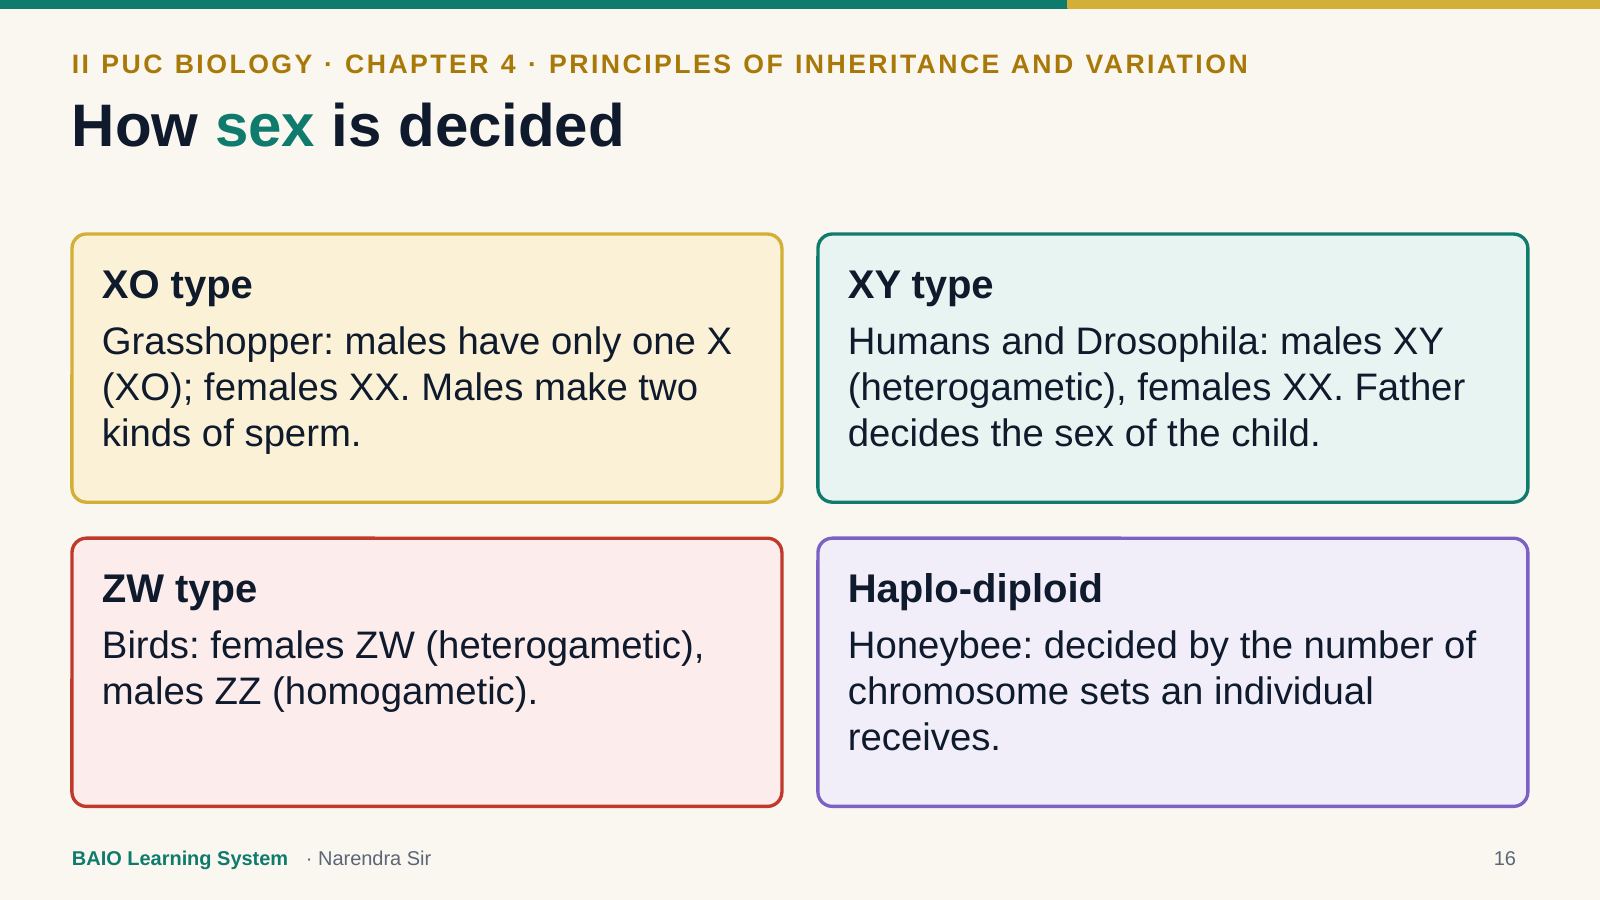 II PUC BIOLOGY · CHAPTER 4 · PRINCIPLES OF INHERITANCE AND VARIATION
How sex is decided
XO type
Grasshopper: males have only one X
(XO); females XX. Males make two
kinds of sperm.
XY type
Humans and Drosophila: males XY
(heterogametic), females XX. Father
decides the sex of the child.
ZW type
Birds: females ZW (heterogametic),
males ZZ (homogametic).
Haplo-diploid
Honeybee: decided by the number of
chromosome sets an individual
receives.
BAIO Learning System · Narendra Sir
16